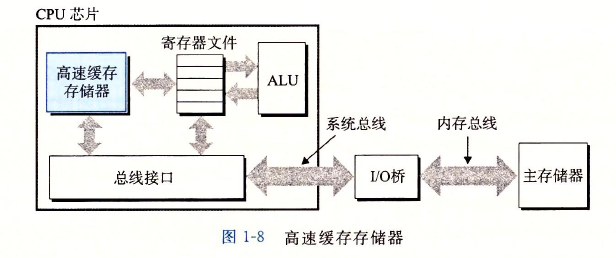 CPU 芯片
寄存器文件
高速缓存
存储器
ALU
系统总线
内存总线
总线接口
I/O桥
主存储器
图 1-8 高速缓存存储器